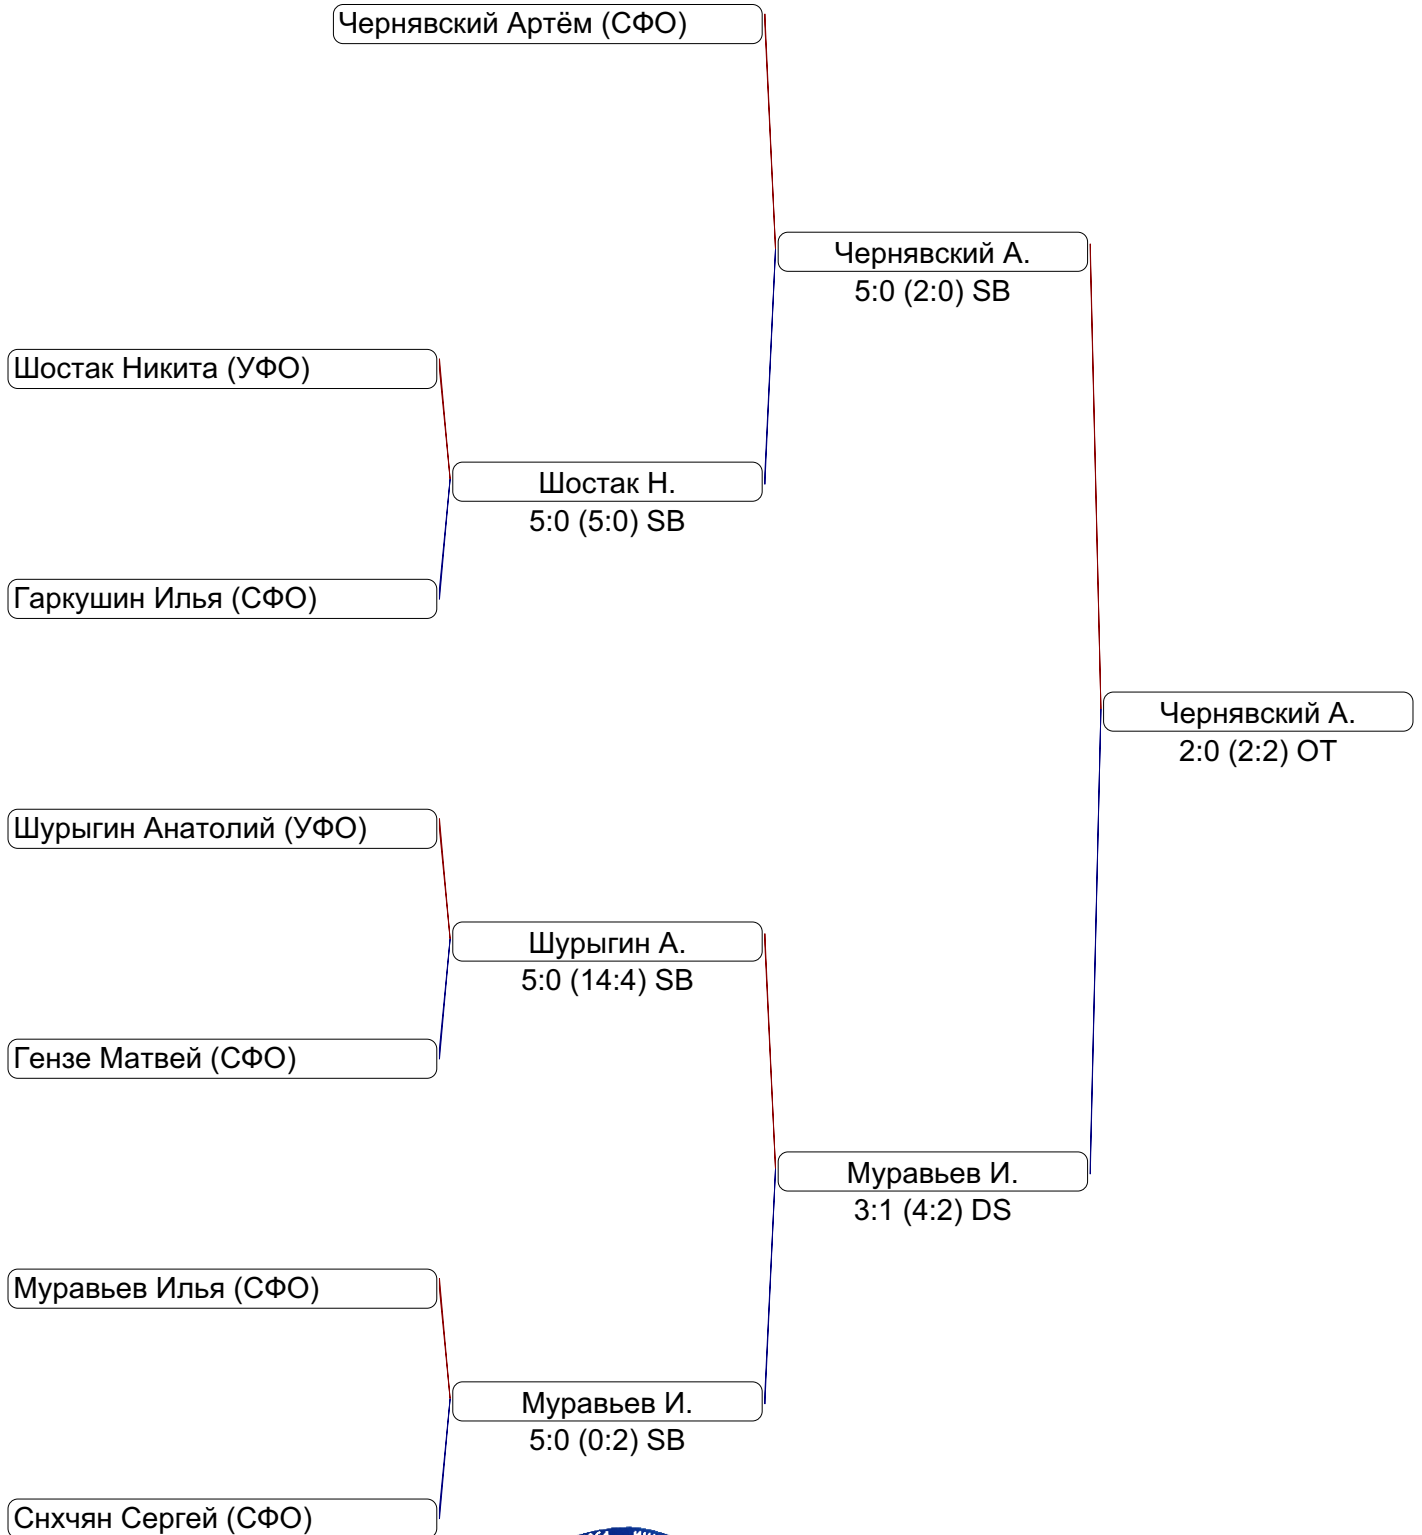 Чернявский Артём (СФО)
Чернявский А.
5:0 (2:0) SB
Шостак Никита (УФО)
Шостак Н.
5:0 (5:0) SB
Гаркушин Илья (СФО)
Чернявский А.
2:0 (2:2) OT
Шурыгин Анатолий (УФО)
Шурыгин А.
5:0 (14:4) SB
Гензе Матвей (СФО)
Муравьев И.
3:1 (4:2) DS
Муравьев Илья (СФО)
Муравьев И.
5:0 (0:2) SB
Снхчян Сергей (СФО)